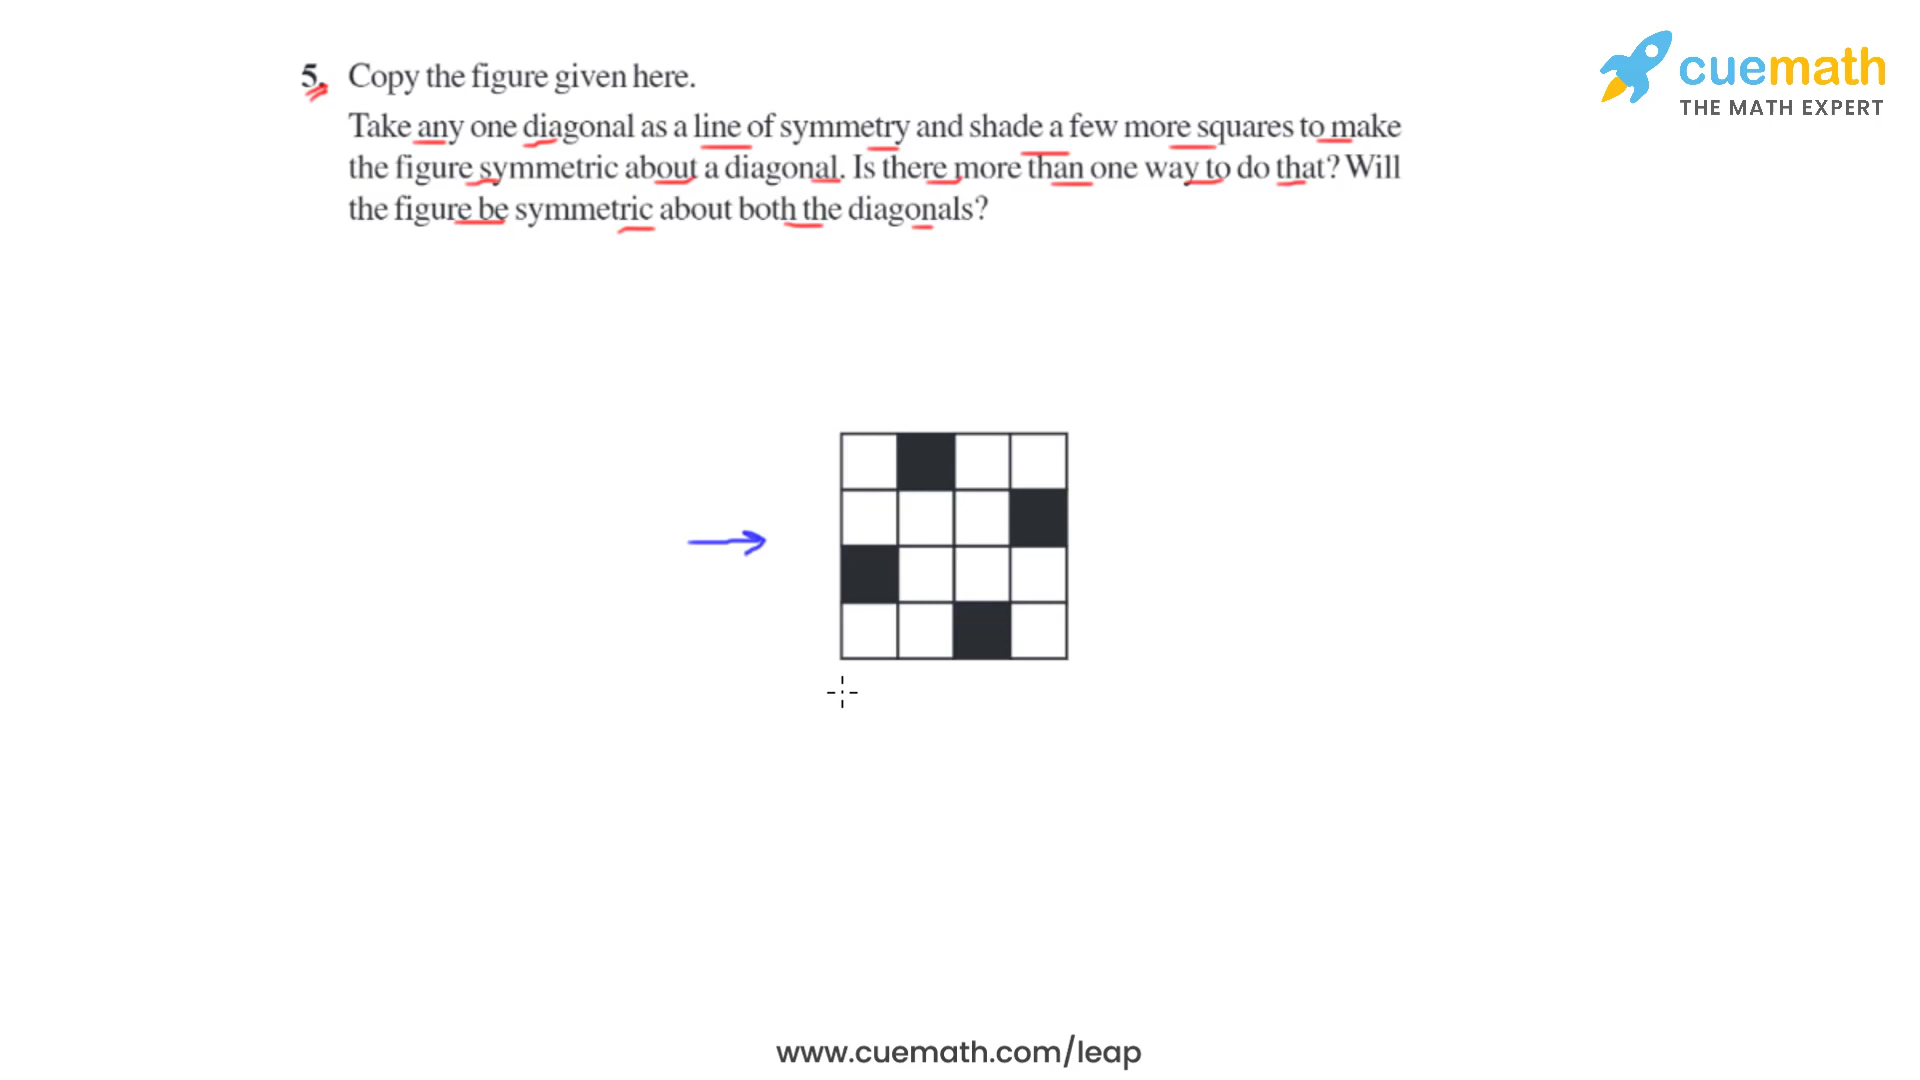 cuemath
THE MATH EXPERT
5. Copy the figure given here.
Take any one diagonal as a line of symmetry and shade a few more squares to make
the figure symmetric about a diagonal. Is there more than one way to do that? Will
the figure be symmetric about both the diagonals?
www.cuemath.com/leap